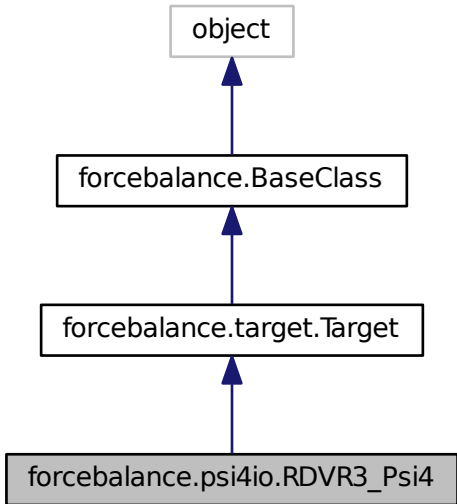 object
forcebalance.BaseClass
forcebalance.target.Target
forcebalance.psi4io.RDVR3_Psi4